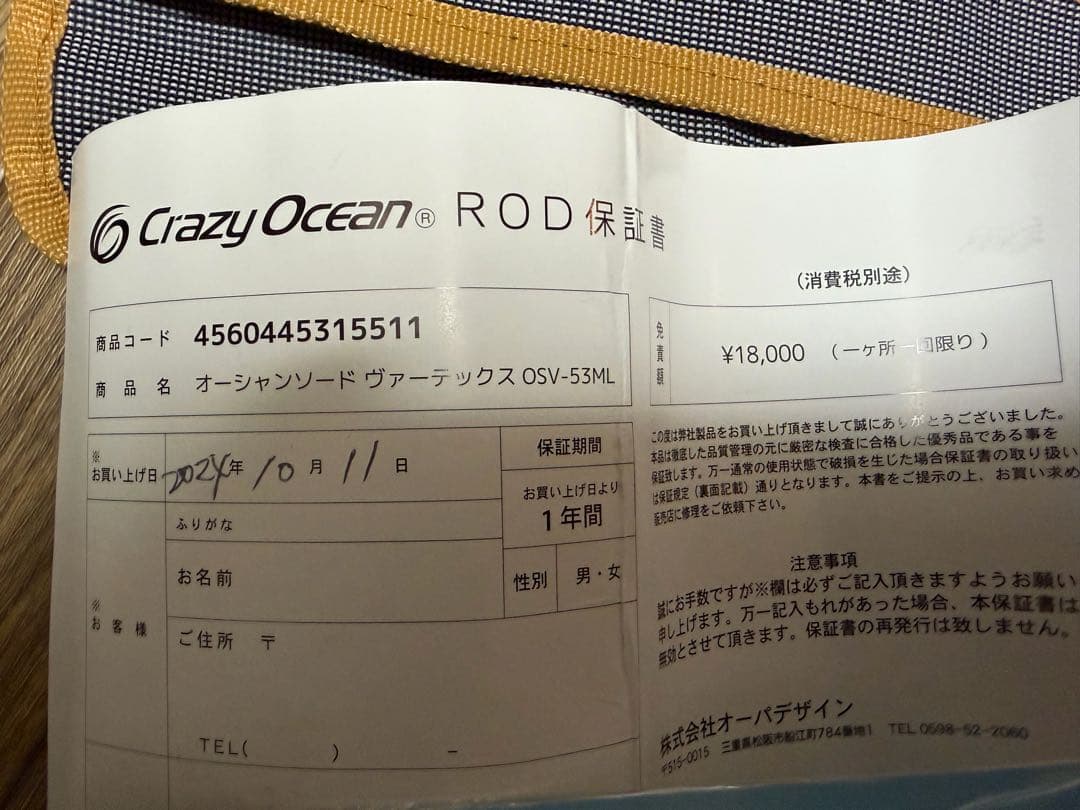 Crazy Ocean® ROD保証書
商品コード 4560445315511
商品名 オーシャンソード ヴァーテックス OSV-53ML
（消費税別途）
免責額 ¥18,000 （一ヶ所一回限り）
※お買い上げ日 2024年 10月 11日
保証期間
お買い上げ日より
1年間
※お客様
ふりがな
お名前
性別 男・女
ご住所 〒
TEL( ) −
この度は弊社製品をお買い上げ頂きまして誠にありがとうございました。
本品は徹底した品質管理の元に厳密な検査に合格した優秀品である事を
保証致します。万一通常の使用状態で破損を生じた場合保証書の取り扱い
は保証規定（裏面記載）通りとなります。本書をご提示の上、お買い求め
販売店に修理をご依頼下さい。
注意事項
誠にお手数ですが※欄は必ずご記入頂きますようお願い
申し上げます。万一記入もれがあった場合、本保証書は
無効とさせて頂きます。保証書の再発行は致しません。
株式会社オーパデザイン
〒515-0015 三重県松阪市船江町784番地1 TEL 0598-52-2060